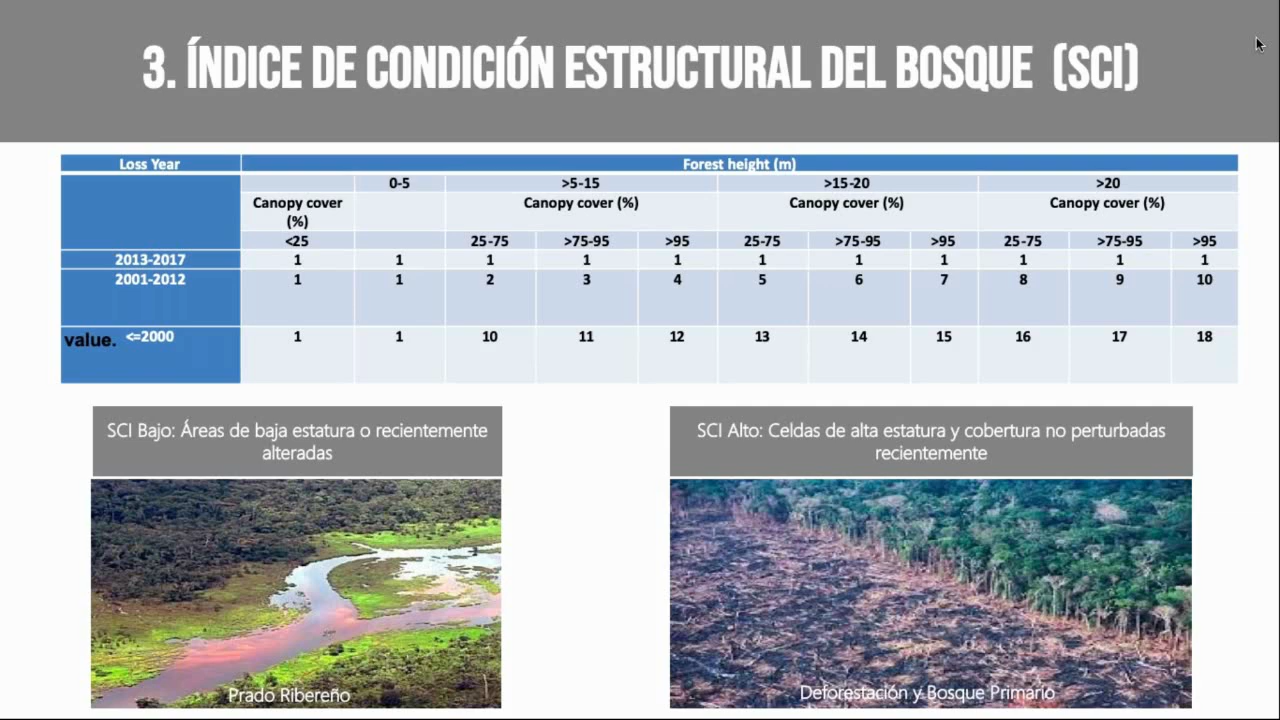 3. ÍNDICE DE CONDICIÓN ESTRUCTURAL DEL BOSQUE (SCI)
Loss Year Forest height (m)
0-5 >5-15 >15-20 >20
Canopy cover (%) Canopy cover (%) Canopy cover (%) Canopy cover (%)
<25 25-75 >75-95 >95 25-75 >75-95 >95 25-75 >75-95 >95
2013-2017 1 1 1 1 1 1 1 1 1 1 1
2001-2012 1 1 2 3 4 5 6 7 8 9 10
value. <=2000 1 1 10 11 12 13 14 15 16 17 18
SCI Bajo: Áreas de baja estatura o recientemente
alteradas
SCI Alto: Celdas de alta estatura y cobertura no perturbadas
recientemente
Prado Ribereño
Deforestación y Bosque Primario